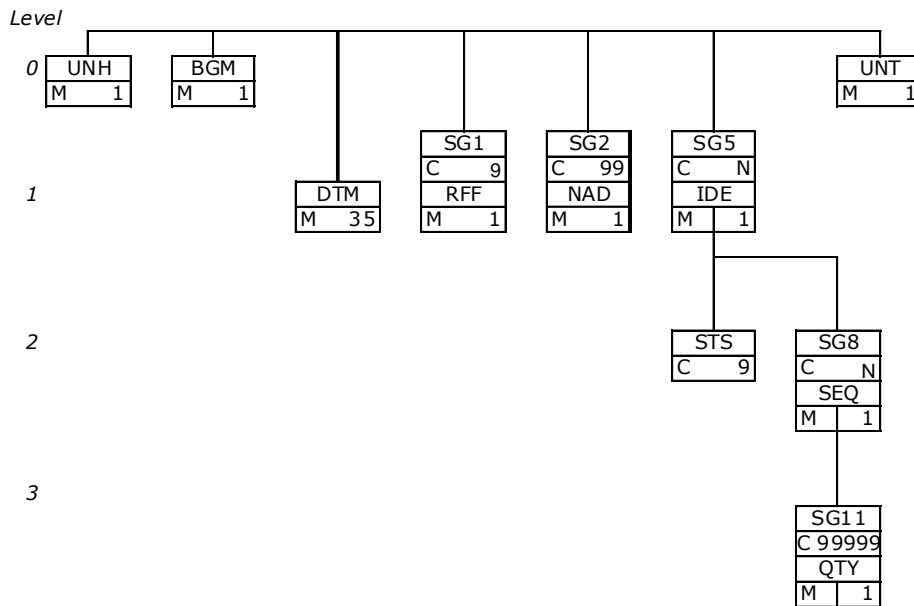 Level
0 UNH BGM UNT
M 1 M 1 M 1
SG1 SG2 SG5
C 9 C 99 C N
1 DTM RFF NAD IDE
M 35 M 1 M 1 M 1
2 STS SG8
C 9 C N
SEQ
M 1
3
SG11
C 99999
QTY
M 1